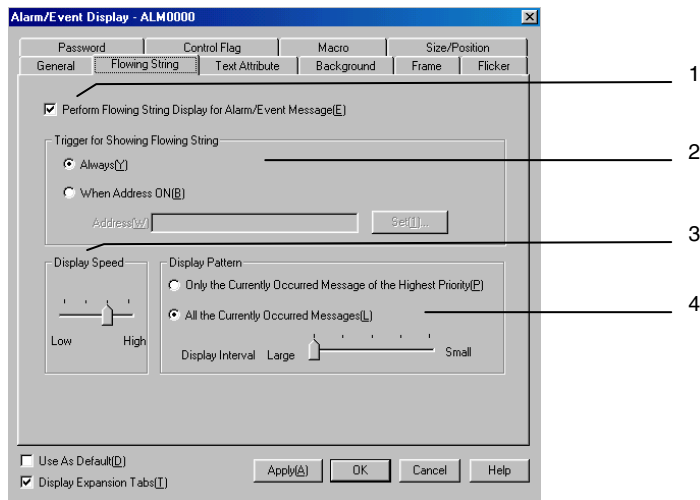 Alarm/Event Display - ALM0000
Password Control Flag Macro Size/Position
General Flowing String Text Attribute Background Frame Flicker
1
Perform Flowing String Display for Alarm/Event Message(E)
Trigger for Showing Flowing String
2
Always(Y)
When Address ON(B)
Address(W) Set(1)...
3
Display Speed Display Pattern
Only the Currently Occurred Message of the Highest Priority(P)
All the Currently Occurred Messages(L)
4
Low High
Display Interval Large Small
Use As Default(D)
Display Expansion Tabs(T)
Apply(A) OK Cancel Help